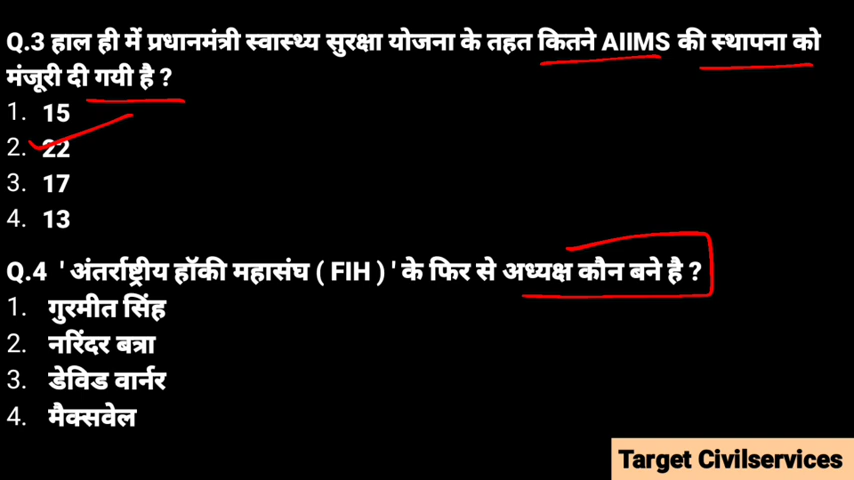 Q.3 हाल ही में प्रधानमंत्री स्वास्थ्य सुरक्षा योजना के तहत कितने AIIMS की स्थापना को
मंजूरी दी गयी है ?
1. 15
2. 22
3. 17
4. 13
Q.4 ' अंतर्राष्ट्रीय हॉकी महासंघ ( FIH ) ' के फिर से अध्यक्ष कौन बने है ?
1. गुरमीत सिंह
2. नरिंदर बत्रा
3. डेविड वार्नर
4. मैक्सवेल
Target Civilservices